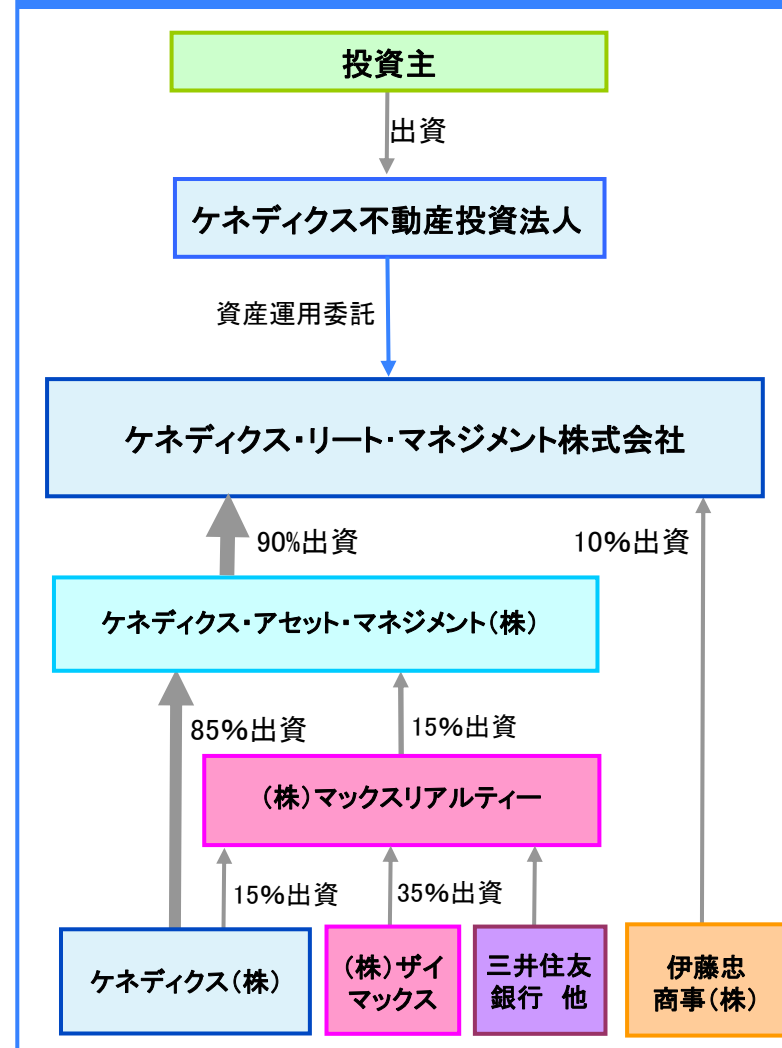 投資主
出資
ケネディクス不動産投資法人
資産運用委託
ケネディクス・リート・マネジメント株式会社
90%出資
10%出資
ケネディクス・アセット・マネジメント(株)
85%出資
15%出資
(株)マックスリアルティー
15%出資
35%出資
ケネディクス(株)
(株)ザイ
マックス
三井住友
銀行 他
伊藤忠
商事(株)